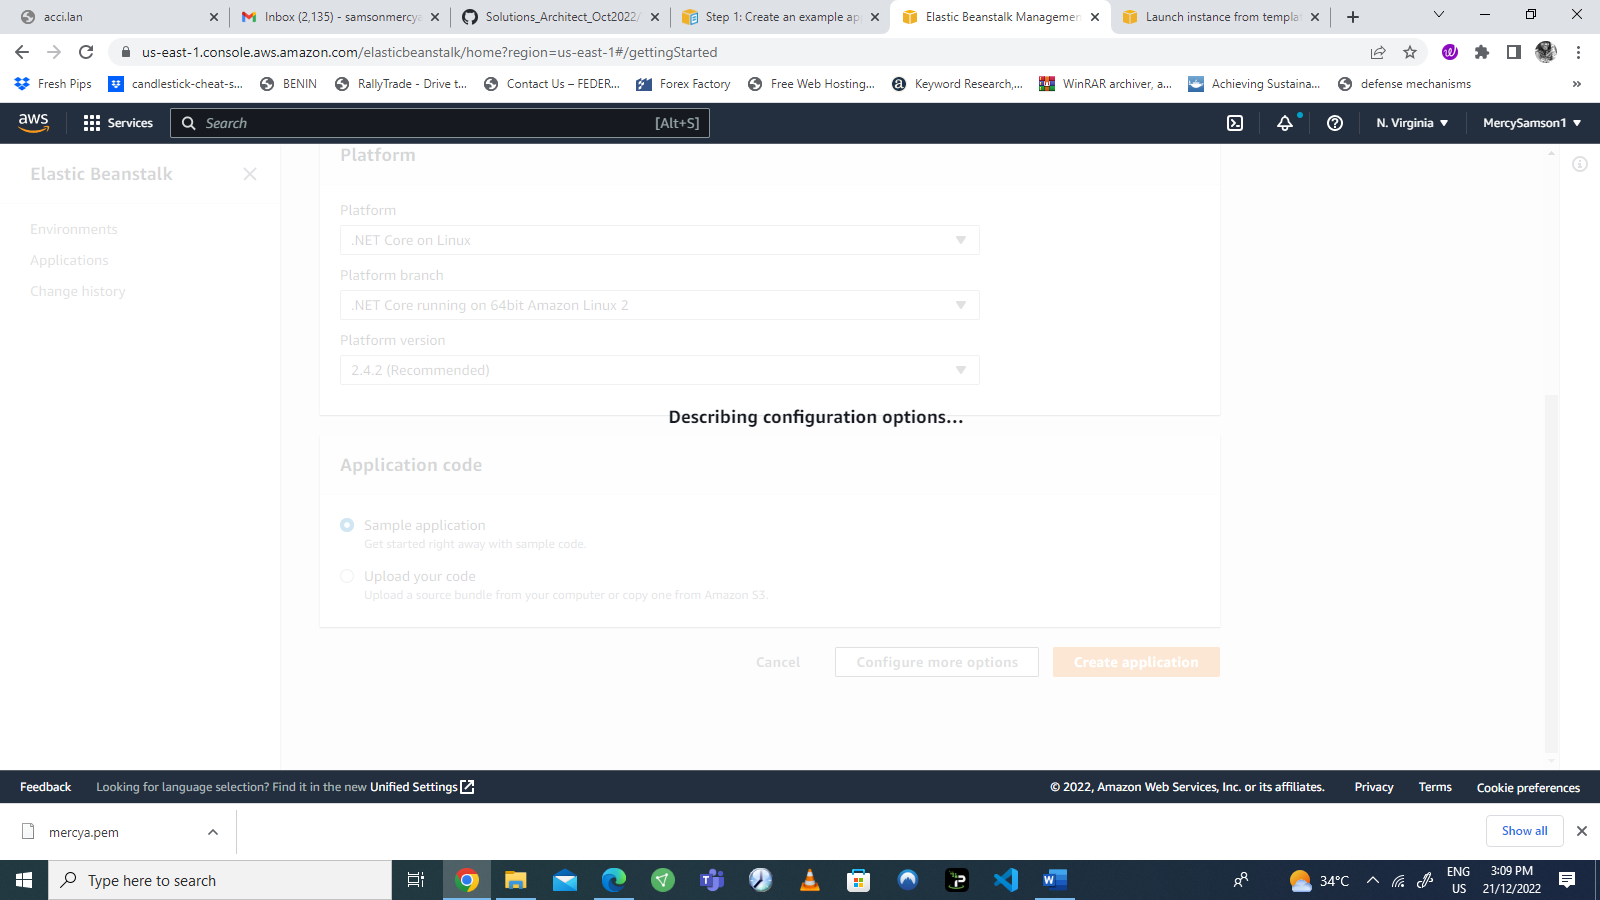 acci.lan
Inbox (2,135) - samsonmercya
Solutions_Architect_Oct2022/
Step 1: Create an example ap
Elastic Beanstalk Managemen
Launch instance from templa
us-east-1.console.aws.amazon.com/elasticbeanstalk/home?region=us-east-1#/gettingStarted
Fresh Pips
candlestick-cheat-s...
BENIN
RallyTrade - Drive t...
Contact Us – FEDER...
Forex Factory
Free Web Hosting...
Keyword Research,...
WinRAR archiver, a...
Achieving Sustaina...
defense mechanisms
»
aws
Services
Search
[Alt+S]
N. Virginia
MercySamson1
Elastic Beanstalk
Environments
Applications
Change history
Platform
Platform
.NET Core on Linux
Platform branch
.NET Core running on 64bit Amazon Linux 2
Platform version
2.4.2 (Recommended)
Describing configuration options...
Application code
Sample application
Get started right away with sample code.
Upload your code
Upload a source bundle from your computer or copy one from Amazon S3.
Cancel
Configure more options
Create application
Feedback
Looking for language selection? Find it in the new Unified Settings
© 2022, Amazon Web Services, Inc. or its affiliates.
Privacy
Terms
Cookie preferences
mercya.pem
Show all
Type here to search
34°C
ENG
US
3:09 PM
21/12/2022